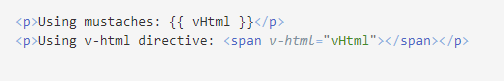 <p>Using mustaches: {{ vHtml }}</p>
<p>Using v-html directive: <span v-html="vHtml"></span></p>